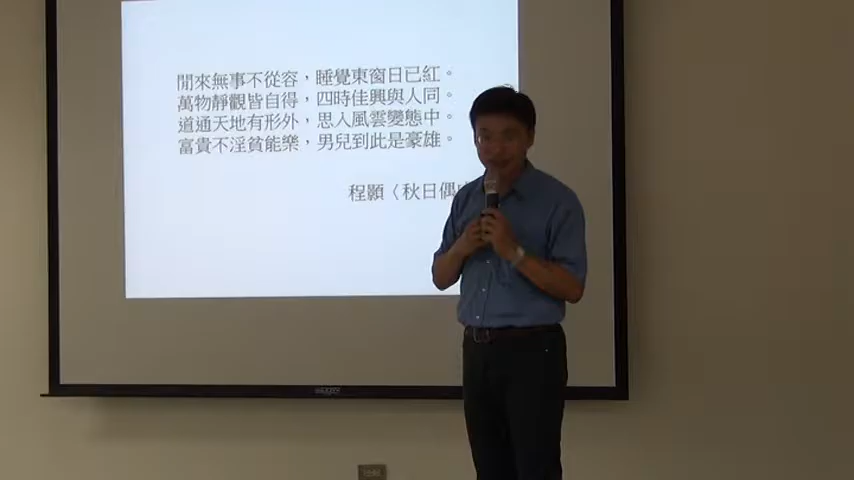 閒來無事不從容，睡覺東窗日已紅。
萬物靜觀皆自得，四時佳興與人同。
道通天地有形外，思入風雲變態中。
富貴不淫貧能樂，男兒到此是豪雄。
程顥〈秋日偶